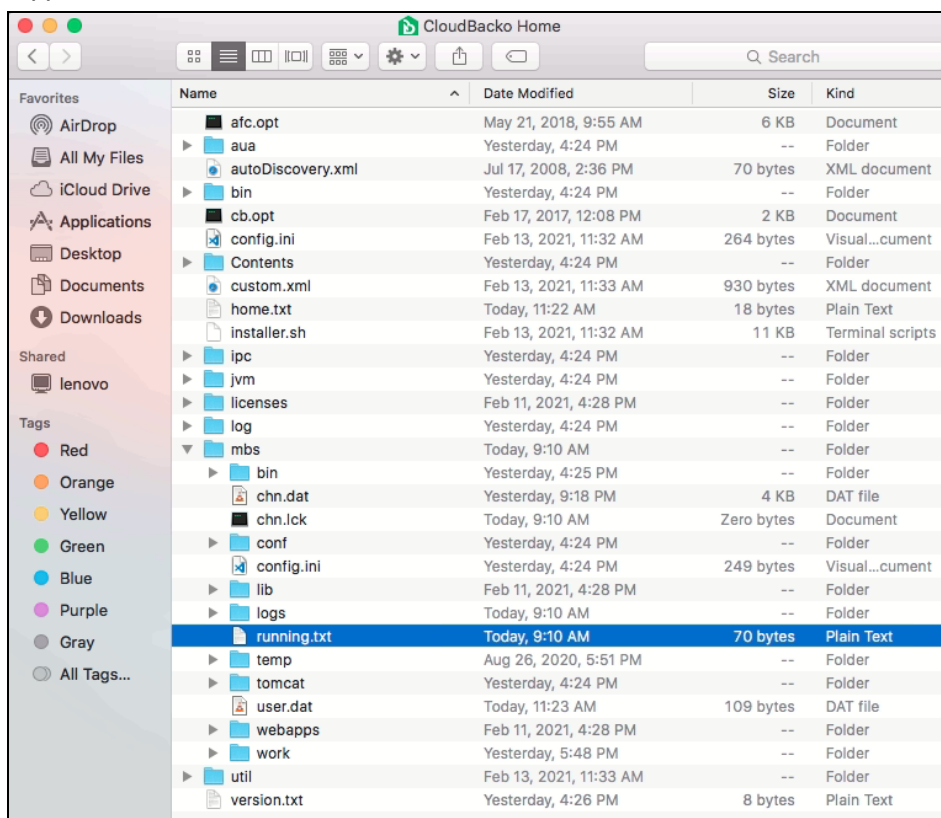 CloudBacko Home
Search
Favorites
AirDrop
All My Files
iCloud Drive
Applications
Desktop
Documents
Downloads
Shared
lenovo
Tags
Red
Orange
Yellow
Green
Blue
Purple
Gray
All Tags...
Name Date Modified Size Kind
afc.opt May 21, 2018, 9:55 AM 6 KB Document
aua Yesterday, 4:24 PM -- Folder
autoDiscovery.xml Jul 17, 2008, 2:36 PM 70 bytes XML document
bin Yesterday, 4:24 PM -- Folder
cb.opt Feb 17, 2017, 12:08 PM 2 KB Document
config.ini Feb 13, 2021, 11:32 AM 264 bytes Visual...cument
Contents Yesterday, 4:24 PM -- Folder
custom.xml Feb 13, 2021, 11:33 AM 930 bytes XML document
home.txt Today, 11:22 AM 18 bytes Plain Text
installer.sh Feb 13, 2021, 11:32 AM 11 KB Terminal scripts
ipc Yesterday, 4:24 PM -- Folder
jvm Yesterday, 4:24 PM -- Folder
licenses Feb 11, 2021, 4:28 PM -- Folder
log Yesterday, 4:24 PM -- Folder
mbs Today, 9:10 AM -- Folder
bin Yesterday, 4:25 PM -- Folder
chn.dat Yesterday, 9:18 PM 4 KB DAT file
chn.lck Today, 9:10 AM Zero bytes Document
conf Yesterday, 4:24 PM -- Folder
config.ini Yesterday, 4:24 PM 249 bytes Visual...cument
lib Feb 11, 2021, 4:28 PM -- Folder
logs Today, 9:10 AM -- Folder
running.txt Today, 9:10 AM 70 bytes Plain Text
temp Aug 26, 2020, 5:51 PM -- Folder
tomcat Yesterday, 4:24 PM -- Folder
user.dat Today, 11:23 AM 109 bytes DAT file
webapps Feb 11, 2021, 4:28 PM -- Folder
work Yesterday, 5:48 PM -- Folder
util Feb 13, 2021, 11:33 AM -- Folder
version.txt Yesterday, 4:26 PM 8 bytes Plain Text